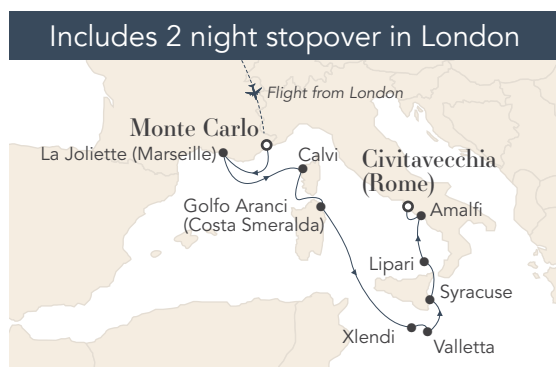 Includes 2 night stopover in London
Flight from London
Monte Carlo
La Joliette (Marseille)
Calvi
Civitavecchia
(Rome)
Golfo Aranci
(Costa Smeralda)
Amalfi
Lipari
Syracuse
Xlendi
Valletta